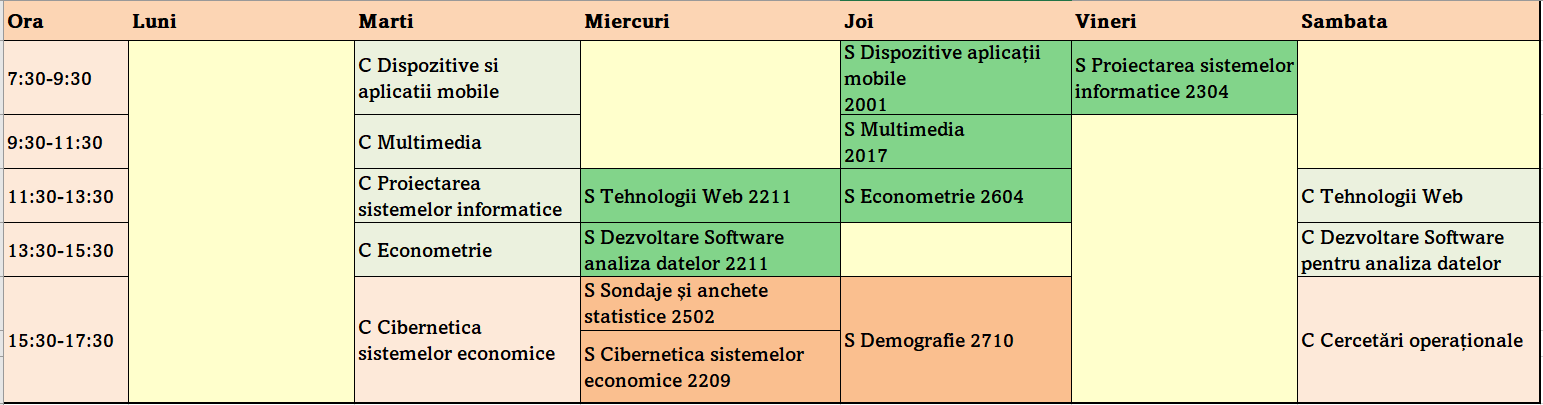 Ora Luni Marti Miercuri Joi Vineri Sambata
7:30-9:30
C Dispozitive si
aplicatii mobile
S Dispozitive aplicații
mobile
2001
S Proiectarea sistemelor
informatice 2304
9:30-11:30
C Multimedia
S Multimedia
2017
11:30-13:30
C Proiectarea
sistemelor informatice
S Tehnologii Web 2211
S Econometrie 2604
C Tehnologii Web
13:30-15:30
C Econometrie
S Dezvoltare Software
analiza datelor 2211
C Dezvoltare Software
pentru analiza datelor
15:30-17:30
C Cibernetica
sistemelor economice
S Sondaje și anchete
statistice 2502
S Cibernetica sistemelor
economice 2209
S Demografie 2710
C Cercetări operaționale